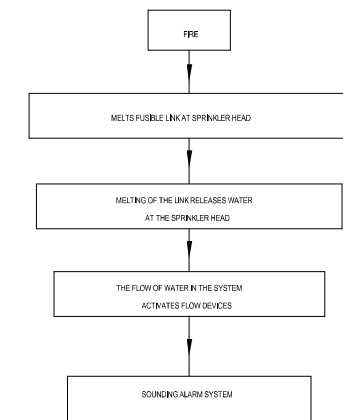 FIRE
MELTS FUSIBLE LINK AT SPRINKLER HEAD
MELTING OF THE LINK RELEASES WATER
AT THE SPRINKLER HEAD
THE FLOW OF WATER IN THE SYSTEM
ACTIVATES FLOW DEVICES
SOUNDING ALARM SYSTEM